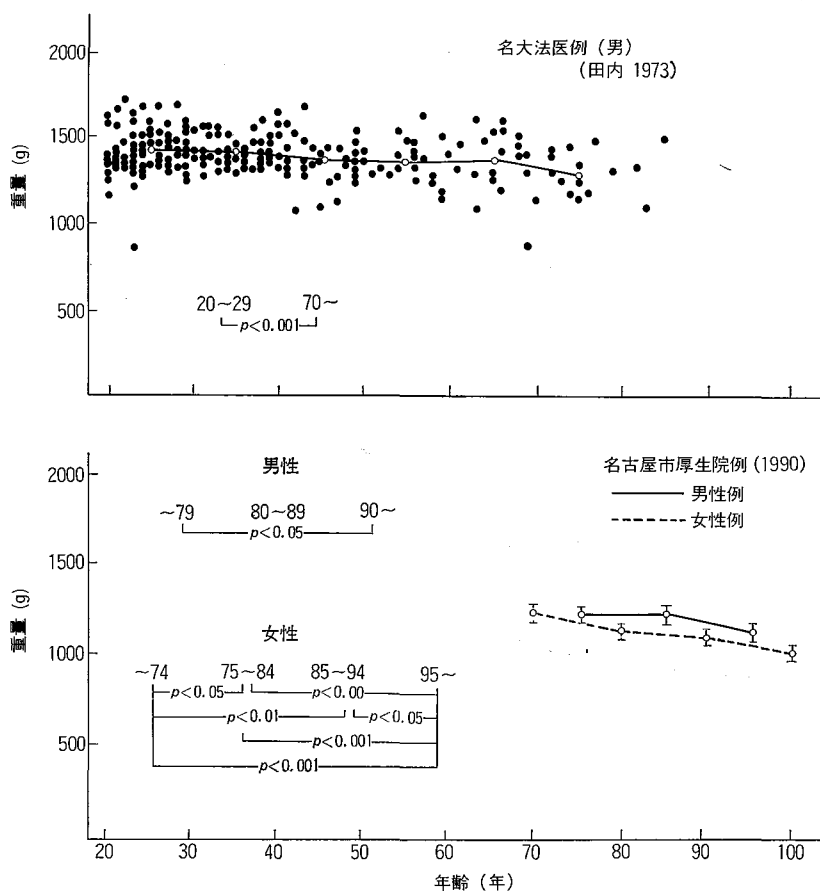 名大法医例 (男)
(田内 1973)
2000
1500
1000
500
重量 (g)
20～29 70～
p<0.001
男性
～79 80～89 90～
p<0.05
名古屋市厚生院例 (1990)
男性例
女性例
2000
1500
1000
500
重量 (g)
女性
～74 75～84 85～94 95～
p<0.05 p<0.00
p<0.01 p<0.05
p<0.001
p<0.001
20 30 40 50 60 70 80 90 100
年齢 (年)